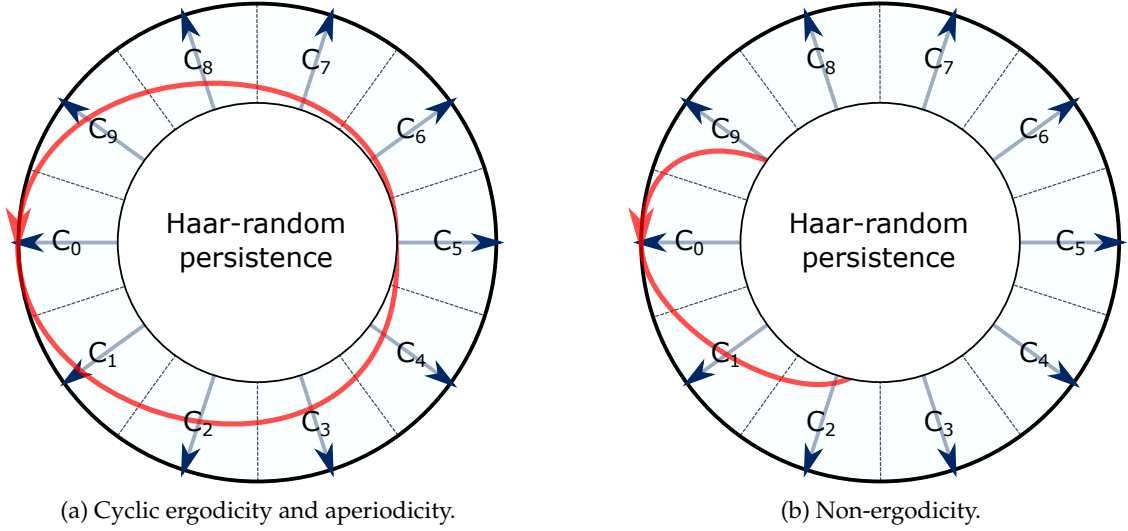 C8
C7
C9
C6
Haar-random
persistence
C0
C5
C1
C4
C2
C3
(a) Cyclic ergodicity and aperiodicity.
C8
C7
C9
C6
Haar-random
persistence
C0
C5
C1
C4
C2
C3
(b) Non-ergodicity.